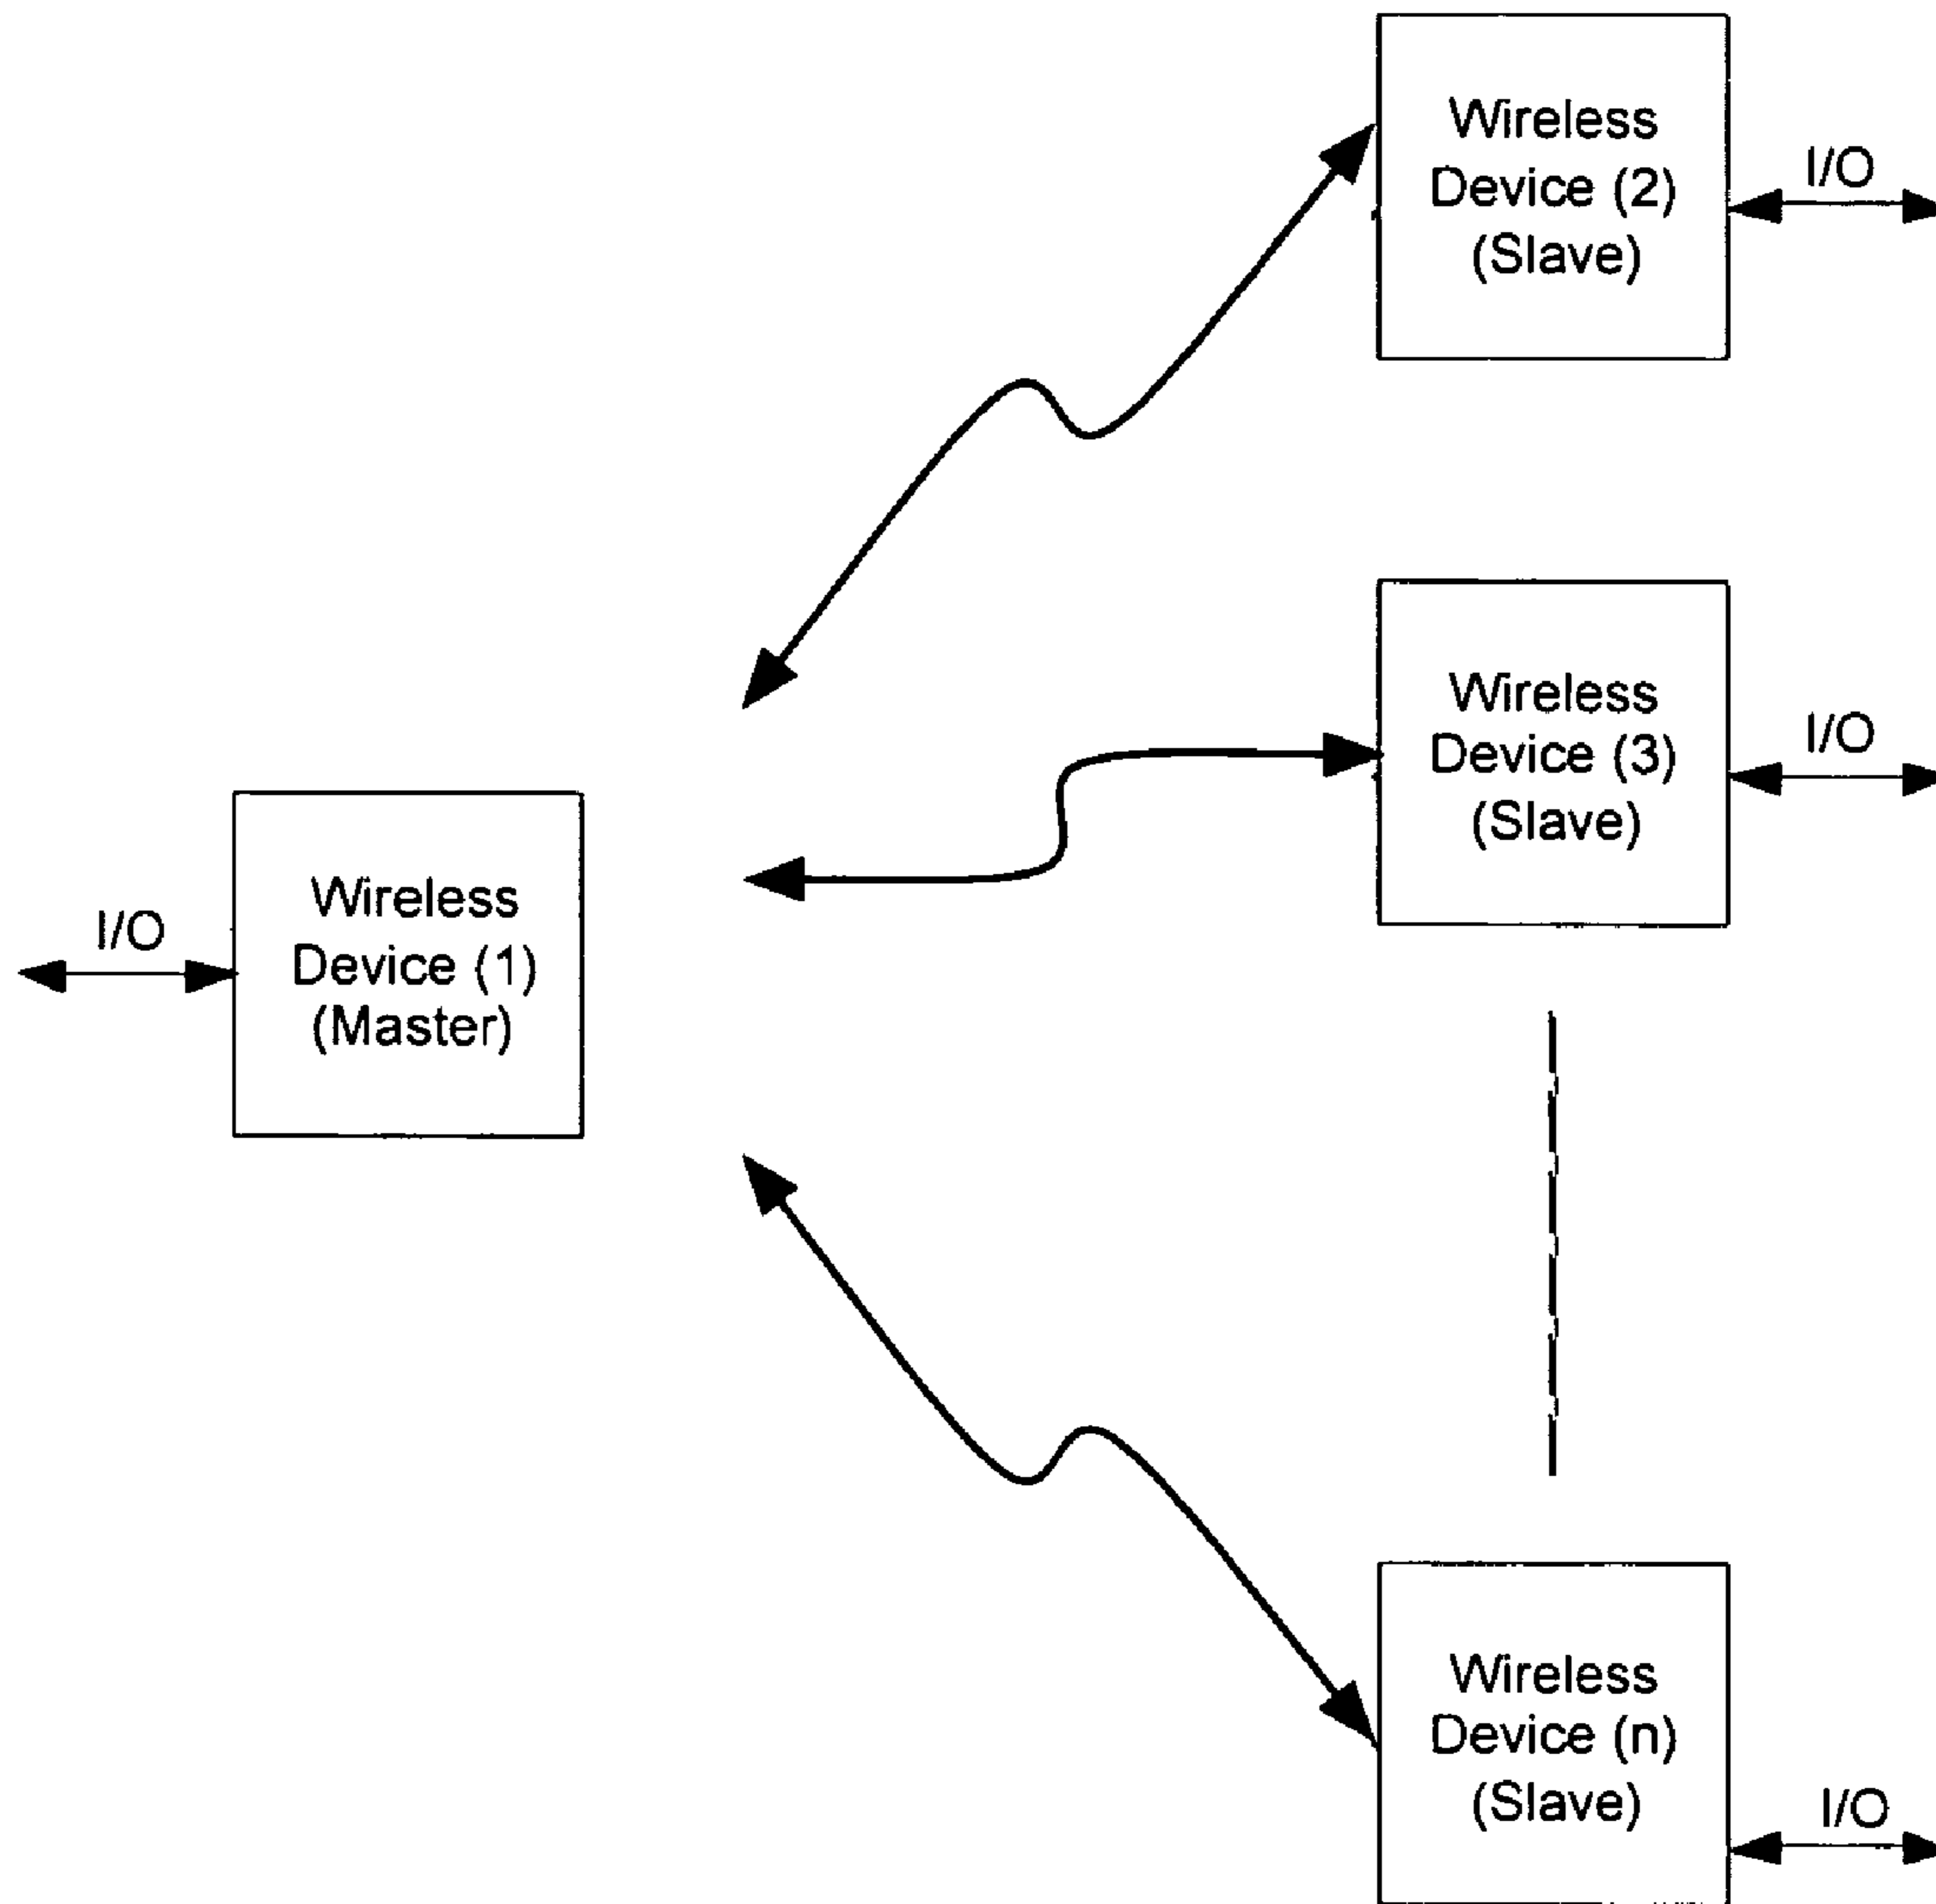 Wireless
Device (2)
(Slave)
I/O
Wireless
Device (3)
(Slave)
I/O
I/O
Wireless
Device (1)
(Master)
Wireless
Device (n)
(Slave)
I/O